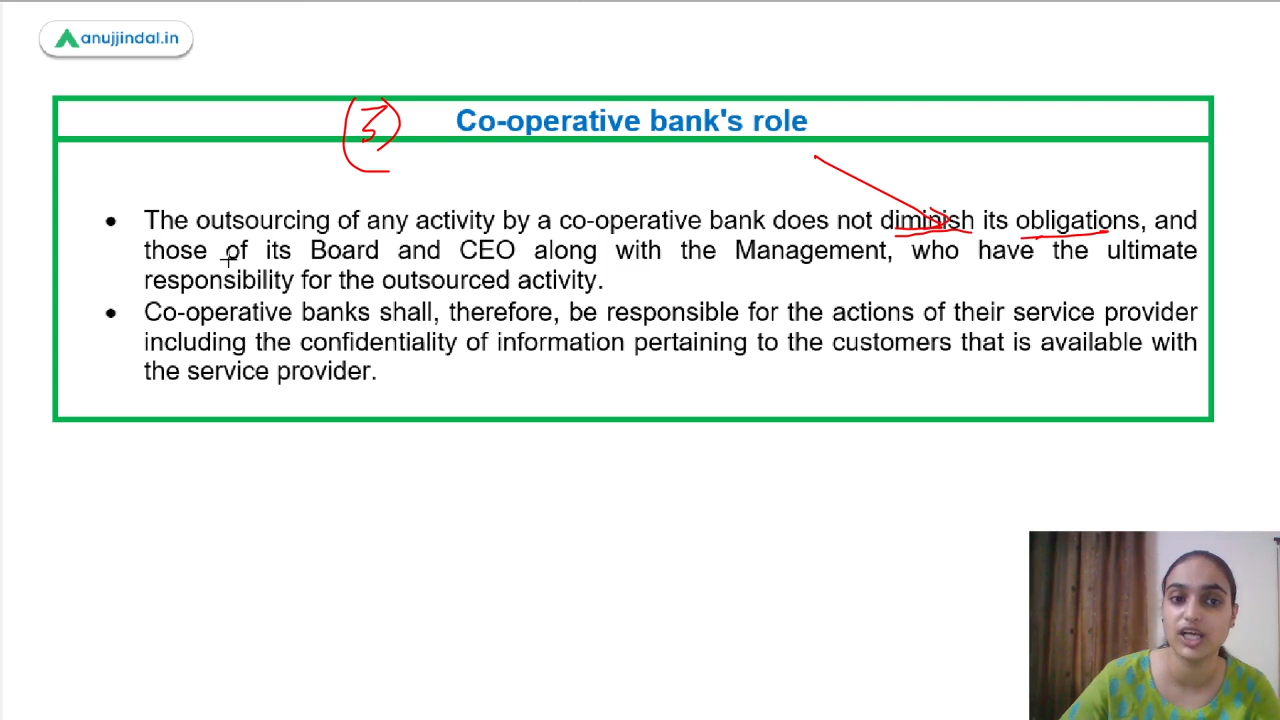 anujjindal.in
3
Co-operative bank's role
• The outsourcing of any activity by a co-operative bank does not diminish its obligations, and
those of its Board and CEO along with the Management, who have the ultimate
responsibility for the outsourced activity.
• Co-operative banks shall, therefore, be responsible for the actions of their service provider
including the confidentiality of information pertaining to the customers that is available with
the service provider.